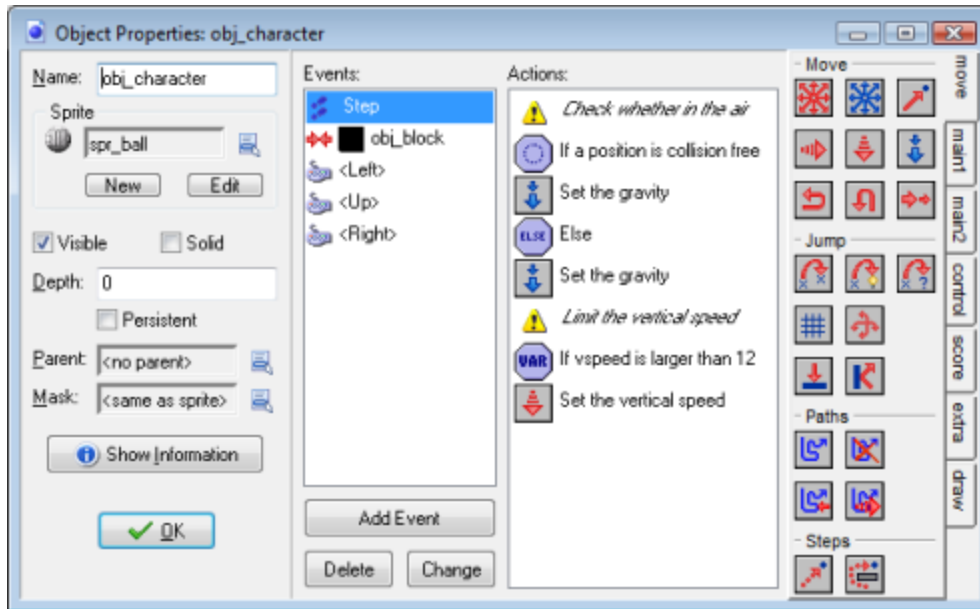 Object Properties: obj_character
Name: obj_character
Sprite
spr_ball
New Edit
Visible Solid
Depth: 0
Persistent
Parent: <no parent>
Mask: <same as sprite>
Show Information
OK
Events:
Step
obj_block
<Left>
<Up>
<Right>
Add Event
Delete Change
Actions:
Check whether in the air
If a position is collision free
Set the gravity
ELSE Else
Set the gravity
Limit the vertical speed
VAR If vspeed is larger than 12
Set the vertical speed
Move
Jump
Paths
Steps
move
main1
main2
control
score
extra
draw